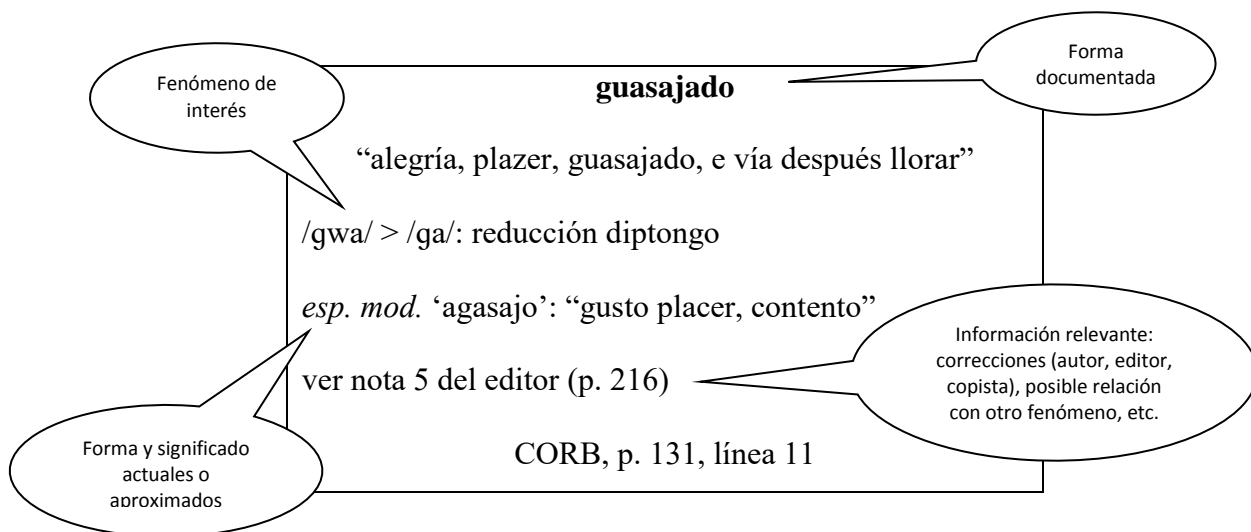 Fenómeno de
interés
Forma
documentada
guasajado
“alegría, plazer, guasajado, e vía después llorar”
/gwa/ > /ga/: reducción diptongo
esp. mod. ‘agasajo’: “gusto placer, contento”
ver nota 5 del editor (p. 216)
Información relevante:
correcciones (autor, editor,
copista), posible relación
con otro fenómeno, etc.
Forma y significado
actuales o
aproximados
CORB, p. 131, línea 11